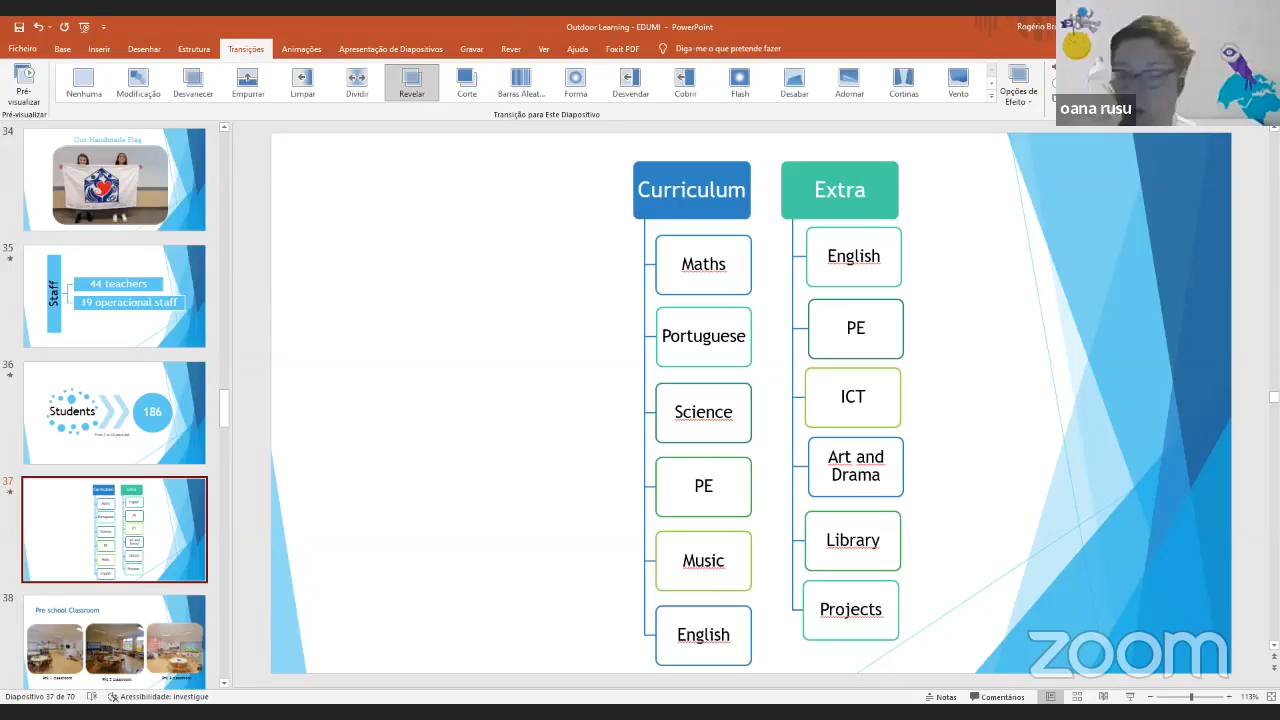 Outdoor Learning - EDUMI - PowerPoint
Rogério Br
Ficheiro Base Inserir Desenhar Estrutura Transições Animações Apresentação de Diapositivos Gravar Rever Ver Ajuda Foxit PDF Diga-me o que pretende fazer
Pré-visualizar
Nenhuma Modificação Desvanecer Empurrar Limpar Dividir Revelar Corte Barras Aleat... Forma Desvendar Cobrir Flash Desabar Adornar Cortinas Vento
Opções de Efeito
Pré-visualizar
Transição para Este Diapositivo
oana rusu
34
Our Handmade Flag
35
Staff
44 teachers
19 operacional staff
36
Students
186
37
38
Pre school Classroom
Curriculum
Maths
Portuguese
Science
PE
Music
English
Extra
English
PE
ICT
Art and
Drama
Library
Projects
zoom
Diapositivo 37 de 70
Acessibilidade: investigue
Notas
Comentários
113%